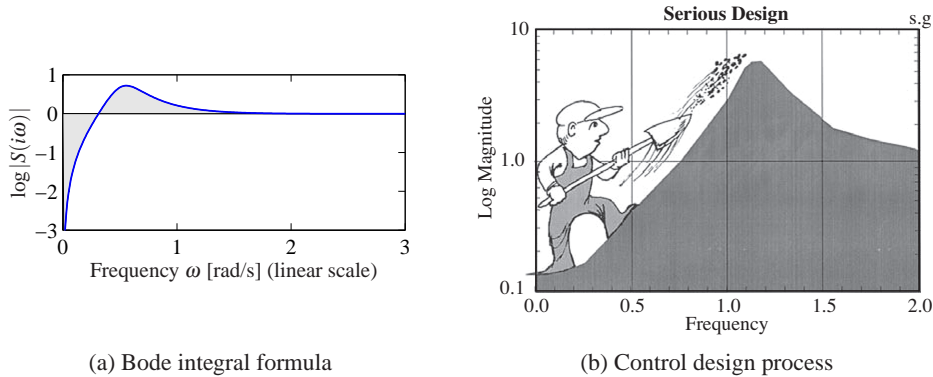 1
0
−1
−2
−3
log|S(iω)|
0 1 2 3
Frequency ω [rad/s] (linear scale)
(a) Bode integral formula
Serious Design
s.g
10
1.0
0.1
Log Magnitude
0.0 0.5 1.0 1.5 2.0
Frequency
(b) Control design process